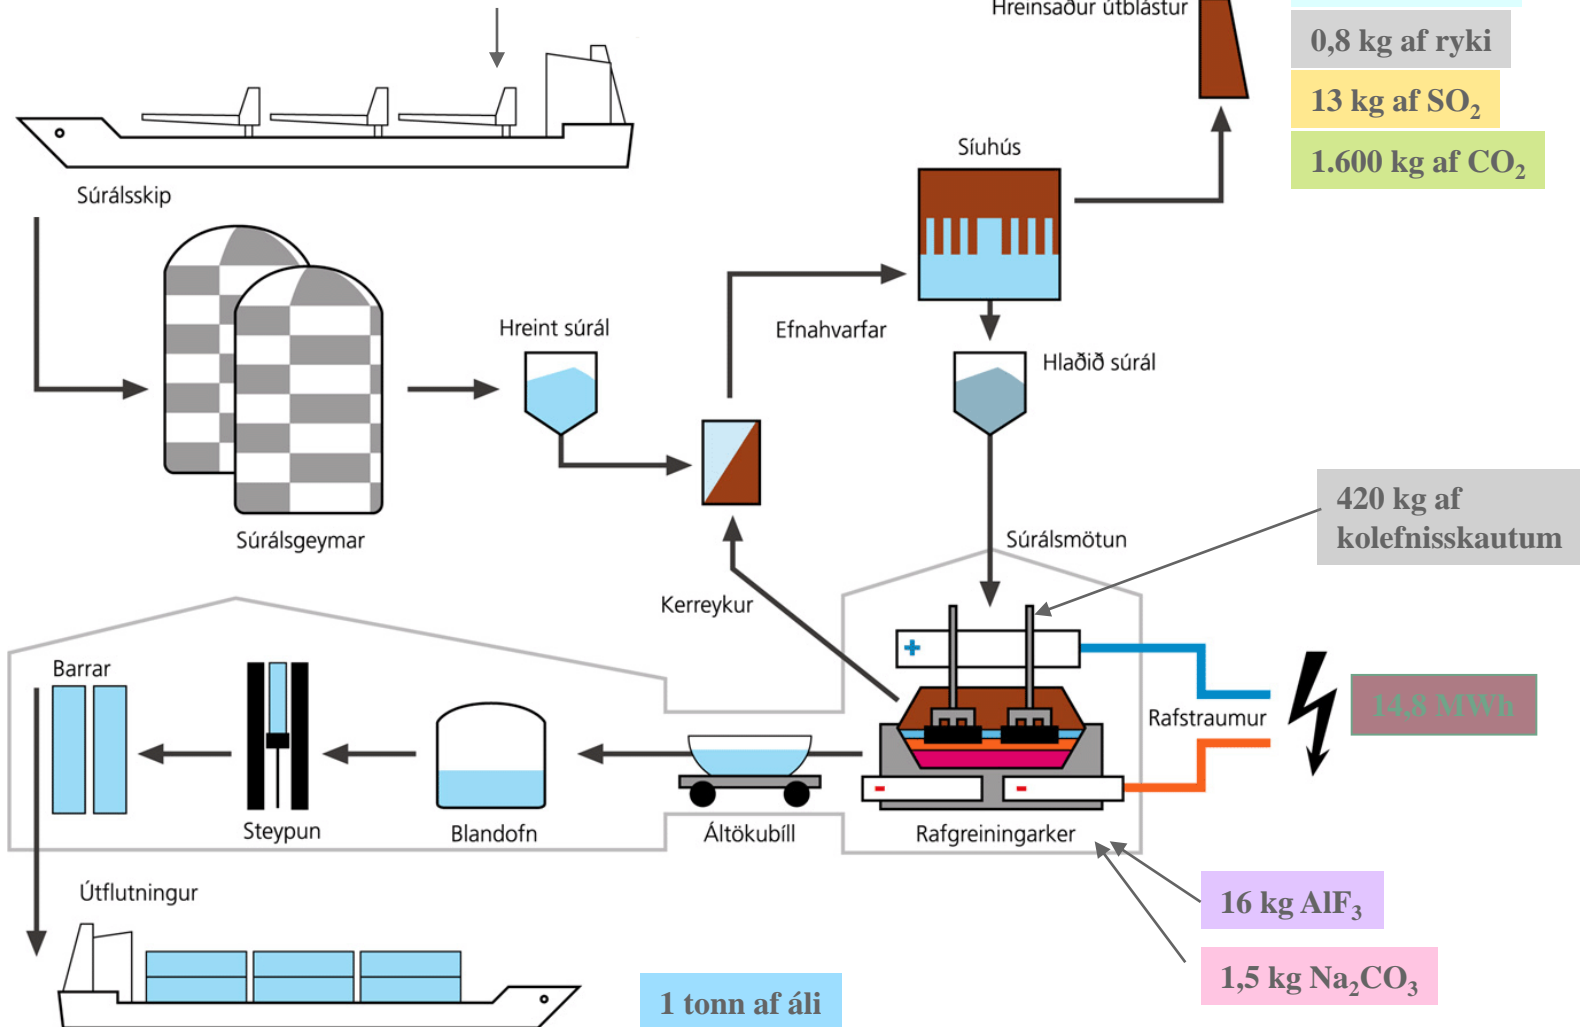 Hreinsaður útblástur
0,8 kg af ryki
13 kg af SO₂
1.600 kg af CO₂
Síuhús
Súrálsskip
Hreint súrál
Efnahvarfar
Hlaðið súrál
Súrálsgeymar
Súrálsmötun
420 kg af
kolefnisskautum
Kerreykur
+
Barrar
Rafstraumur
14,8 MWh
- -
Steypun
Blandofn
Áltökubíll
Rafgreiningarker
Útflutningur
16 kg AlF₃
1,5 kg Na₂CO₃
1 tonn af áli